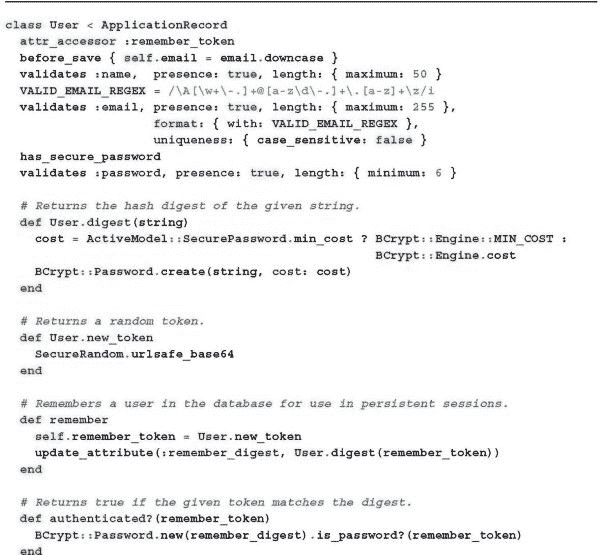 class User < ApplicationRecord
  attr_accessor :remember_token
  before_save { self.email = email.downcase }
  validates :name,  presence: true, length: { maximum: 50 }
  VALID_EMAIL_REGEX = /\A[\w+\-.]+@[a-z\d\-.]+\.[a-z]+\z/i
  validates :email, presence: true, length: { maximum: 255 },
                    format: { with: VALID_EMAIL_REGEX },
                    uniqueness: { case_sensitive: false }
  has_secure_password
  validates :password, presence: true, length: { minimum: 6 }

  # Returns the hash digest of the given string.
  def User.digest(string)
    cost = ActiveModel::SecurePassword.min_cost ? BCrypt::Engine::MIN_COST :
                                                  BCrypt::Engine.cost
    BCrypt::Password.create(string, cost: cost)
  end

  # Returns a random token.
  def User.new_token
    SecureRandom.urlsafe_base64
  end

  # Remembers a user in the database for use in persistent sessions.
  def remember
    self.remember_token = User.new_token
    update_attribute(:remember_digest, User.digest(remember_token))
  end

  # Returns true if the given token matches the digest.
  def authenticated?(remember_token)
    BCrypt::Password.new(remember_digest).is_password?(remember_token)
  end